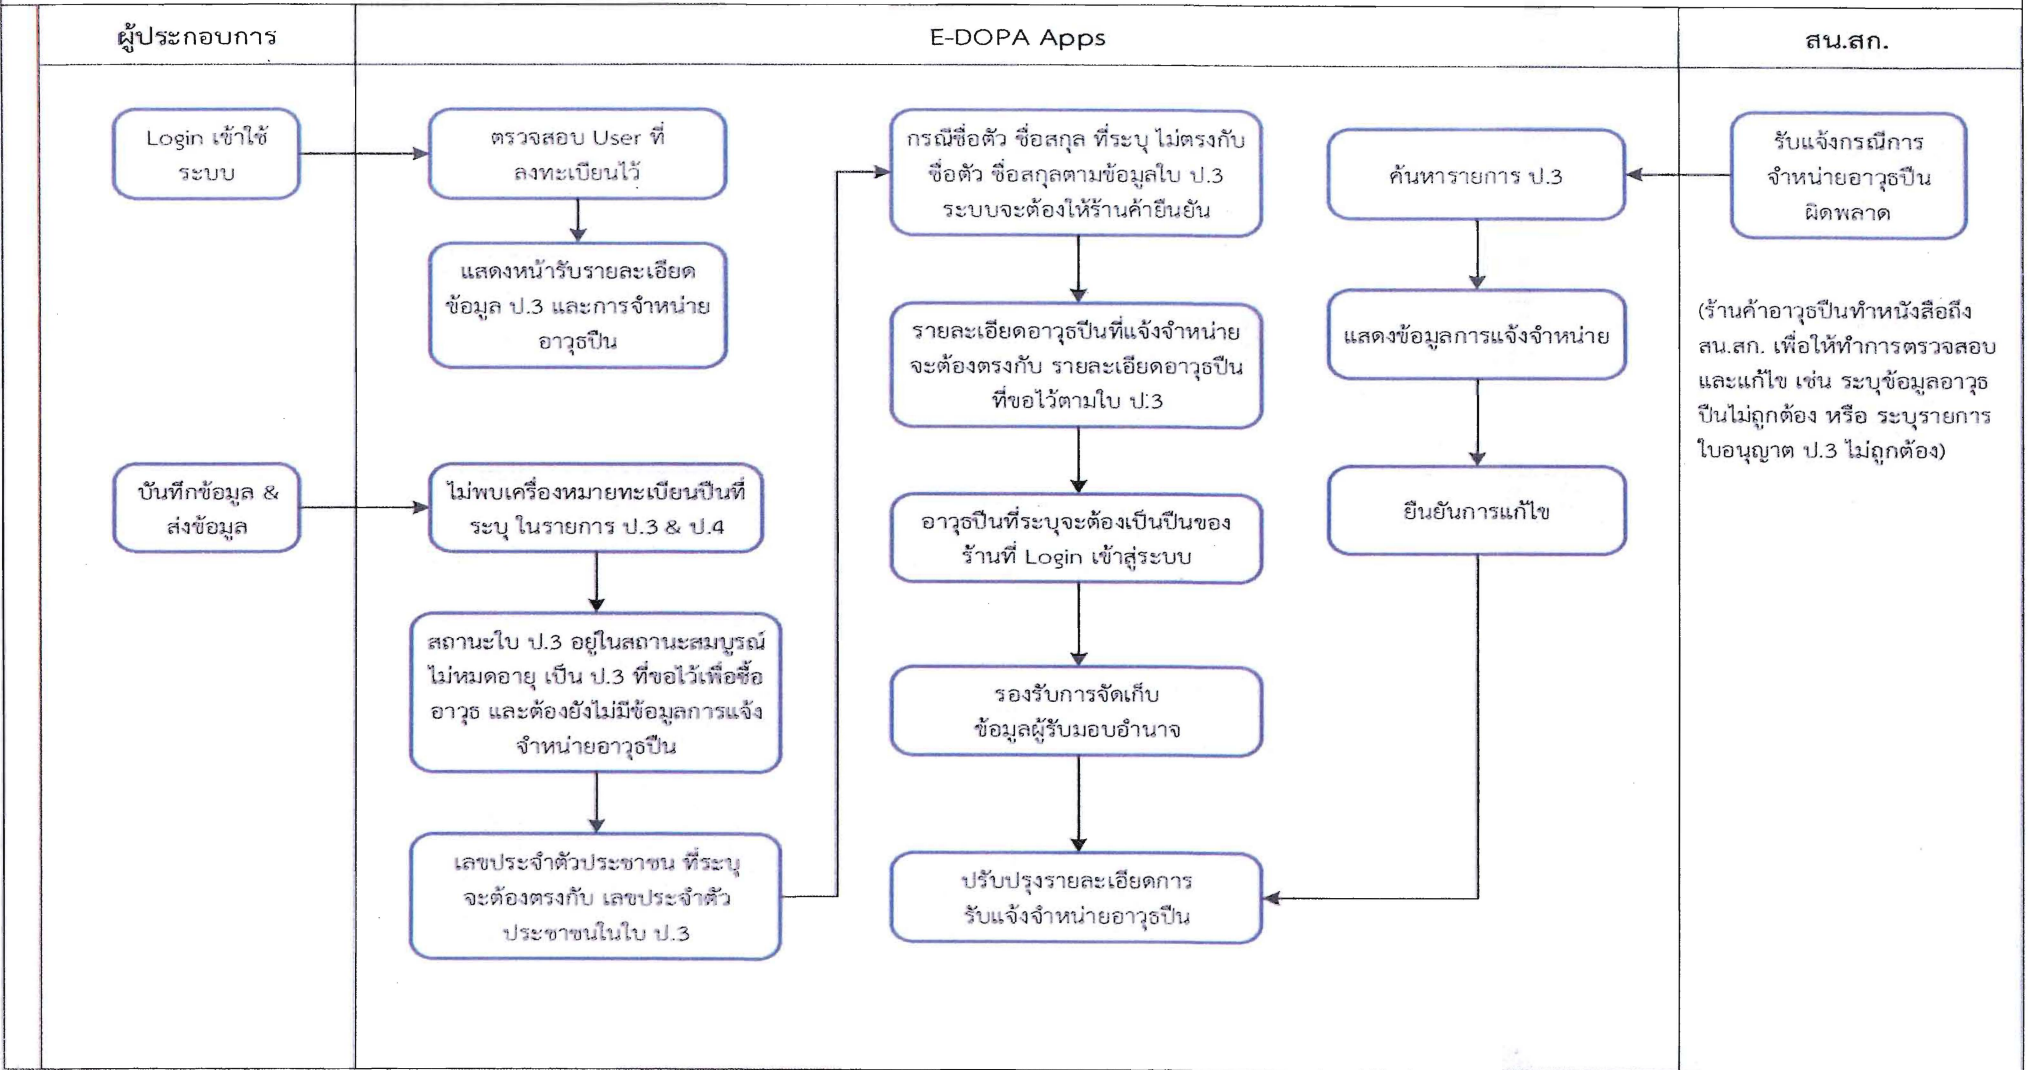 ผู้ประกอบการ
E-DOPA Apps
สน.สก.
Login เข้าใช้
ระบบ
ตรวจสอบ User ที่
ลงทะเบียนไว้
แสดงหน้ารับรายละเอียด
ข้อมูล ป.3 และการจำหน่าย
อาวุธปืน
บันทึกข้อมูล &
ส่งข้อมูล
ไม่พบเครื่องหมายทะเบียนปืนที่
ระบุ ในรายการ ป.3 & ป.4
สถานะใบ ป.3 อยู่ในสถานะสมบูรณ์
ไม่หมดอายุ เป็น ป.3 ที่ขอไว้เพื่อซื้อ
อาวุธ และต้องยังไม่มีข้อมูลการแจ้ง
จำหน่ายอาวุธปืน
เลขประจำตัวประชาชน ที่ระบุ
จะต้องตรงกับ เลขประจำตัว
ประชาชนในใบ ป.3
กรณีชื่อตัว ชื่อสกุล ที่ระบุ ไม่ตรงกับ
ชื่อตัว ชื่อสกุลตามข้อมูลใบ ป.3
ระบบจะต้องให้ร้านค้ายืนยัน
รายละเอียดอาวุธปืนที่แจ้งจำหน่าย
จะต้องตรงกับ รายละเอียดอาวุธปืน
ที่ขอไว้ตามใบ ป.3
อาวุธปืนที่ระบุจะต้องเป็นปืนของ
ร้านที่ Login เข้าสู่ระบบ
รองรับการจัดเก็บ
ข้อมูลผู้รับมอบอำนาจ
ปรับปรุงรายละเอียดการ
รับแจ้งจำหน่ายอาวุธปืน
ค้นหารายการ ป.3
แสดงข้อมูลการแจ้งจำหน่าย
ยืนยันการแก้ไข
รับแจ้งกรณีการ
จำหน่ายอาวุธปืน
ผิดพลาด
(ร้านค้าอาวุธปืนทำหนังสือถึง
สน.สก. เพื่อให้ทำการตรวจสอบ
และแก้ไข เช่น ระบุข้อมูลอาวุธ
ปืนไม่ถูกต้อง หรือ ระบุรายการ
ใบอนุญาต ป.3 ไม่ถูกต้อง)